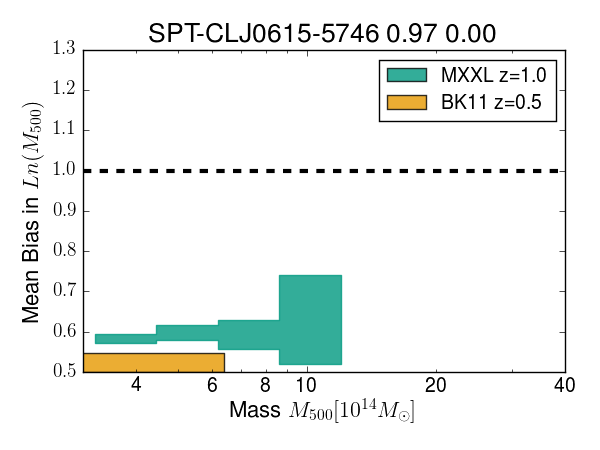 SPT-CLJ0615-5746 0.97 0.00
MXXL z=1.0
BK11 z=0.5
Mean Bias in Ln(M₅₀₀)
1.3
1.2
1.1
1.0
0.9
0.8
0.7
0.6
0.5
4 6 8 10 20 40
Mass M₅₀₀[10¹⁴M☉]